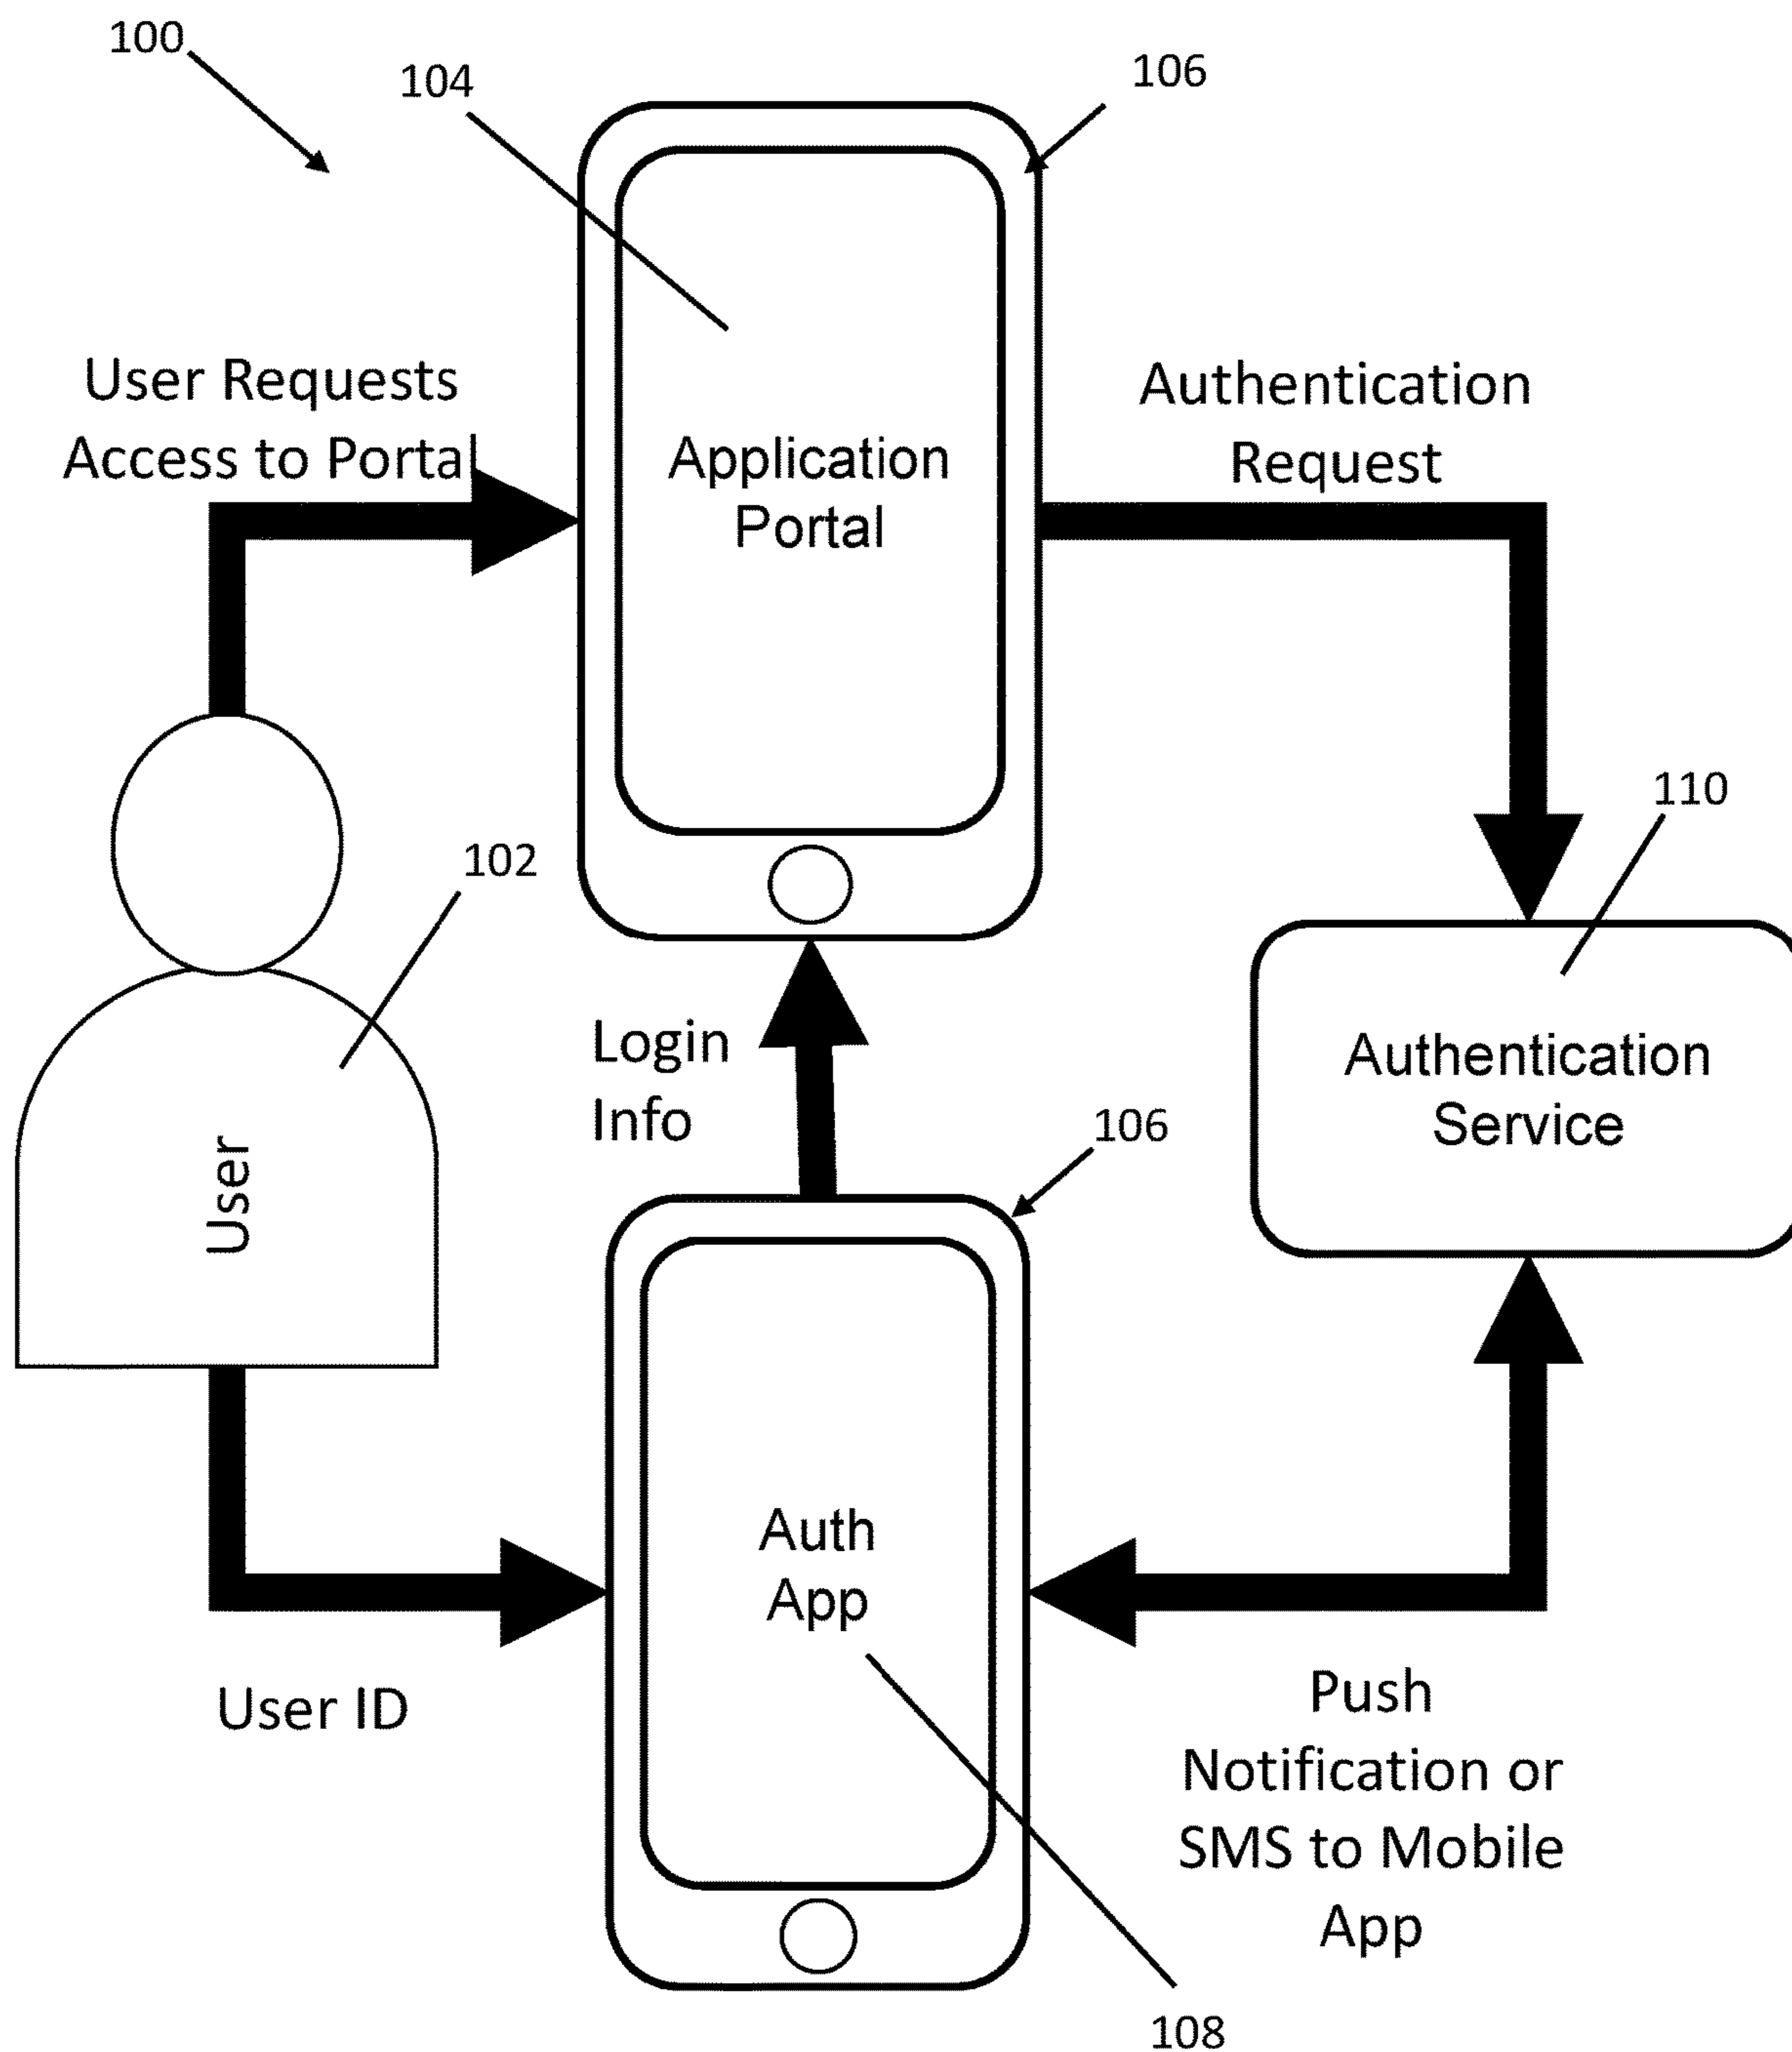 100
104
106
User Requests
Access to Portal
Authentication
Request
Application
Portal
110
102
Login
Info
Authentication
Service
106
User
Auth
App
User ID
Push
Notification or
SMS to Mobile
App
108